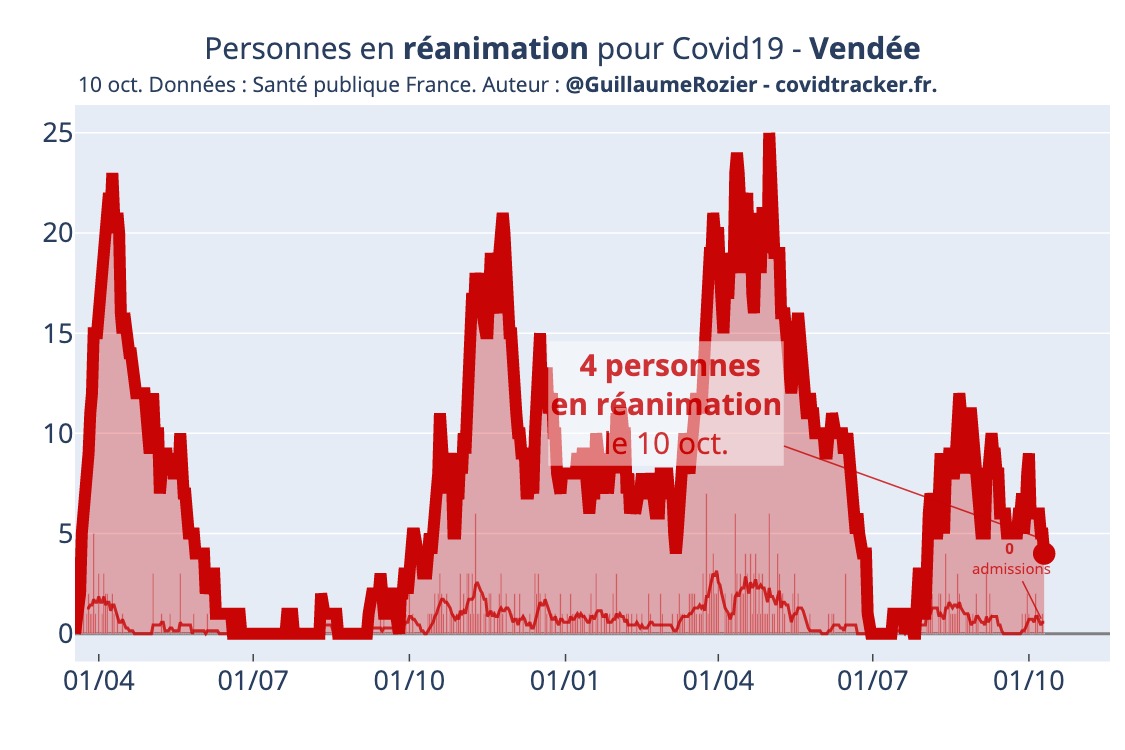 Personnes en réanimation pour Covid19 - Vendée
10 oct. Données : Santé publique France. Auteur : @GuillaumeRozier - covidtracker.fr.
25
20
15
10
5
0
4 personnes
en réanimation
le 10 oct.
0
admissions
01/04
01/07
01/10
01/01
01/04
01/07
01/10